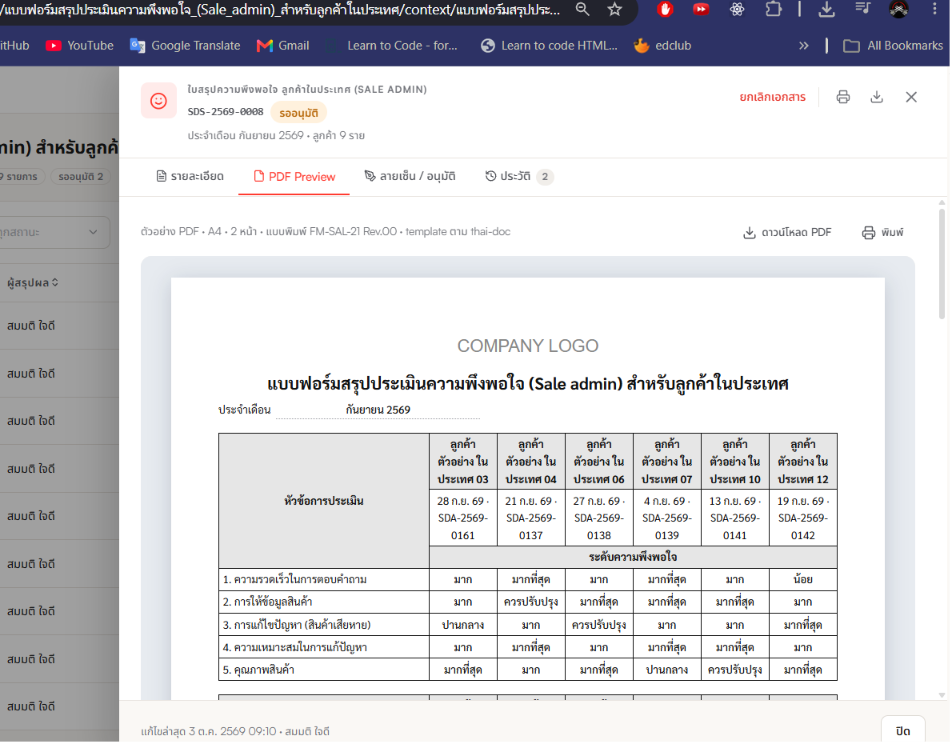 /แบบฟอร์มสรุปประเมินความพึงพอใจ_(Sale_admin)_สำหรับลูกค้าในประเทศ/context/แบบฟอร์มสรุปประ...
itHub YouTube Google Translate Gmail Learn to Code - for... Learn to code HTML... edclub » All Bookmarks
min) สำหรับลูกค้
9 รายการ รออนุมัติ 2
ทุกสถานะ
ผู้สรุปผล
สมมติ ใจดี
สมมติ ใจดี
สมมติ ใจดี
สมมติ ใจดี
สมมติ ใจดี
สมมติ ใจดี
สมมติ ใจดี
สมมติ ใจดี
สมมติ ใจดี
ใบสรุปความพึงพอใจ ลูกค้าในประเทศ (SALE ADMIN)
SDS-2569-0008 รออนุมัติ
ประจำเดือน กันยายน 2569 • ลูกค้า 9 ราย
ยกเลิกเอกสาร
รายละเอียด PDF Preview ลายเซ็น / อนุมัติ ประวัติ 2
ตัวอย่าง PDF • A4 • 2 หน้า • แบบพิมพ์ FM-SAL-21 Rev.00 • template ตาม thai-doc
ดาวน์โหลด PDF พิมพ์
COMPANY LOGO
แบบฟอร์มสรุปประเมินความพึงพอใจ (Sale admin) สำหรับลูกค้าในประเทศ
ประจำเดือน กันยายน 2569
หัวข้อการประเมิน
ลูกค้า ลูกค้า ลูกค้า ลูกค้า ลูกค้า ลูกค้า
ตัวอย่าง ใน ตัวอย่าง ใน ตัวอย่าง ใน ตัวอย่าง ใน ตัวอย่าง ใน ตัวอย่าง ใน
ประเทศ 03 ประเทศ 04 ประเทศ 06 ประเทศ 07 ประเทศ 10 ประเทศ 12
28 ก.ย. 69 · 21 ก.ย. 69 · 27 ก.ย. 69 · 4 ก.ย. 69 · 13 ก.ย. 69 · 19 ก.ย. 69 ·
SDA-2569- SDA-2569- SDA-2569- SDA-2569- SDA-2569- SDA-2569-
0161 0137 0138 0139 0141 0142
ระดับความพึงพอใจ
1. ความรวดเร็วในการตอบคำถาม มาก มากที่สุด มาก มากที่สุด มาก น้อย
2. การให้ข้อมูลสินค้า มาก ควรปรับปรุง มากที่สุด มากที่สุด มากที่สุด มาก
3. การแก้ไขปัญหา (สินค้าเสียหาย) ปานกลาง มาก ควรปรับปรุง มาก มาก มากที่สุด
4. ความเหมาะสมในการแก้ปัญหา มาก มากที่สุด มาก มากที่สุด มากที่สุด มาก
5. คุณภาพสินค้า มากที่สุด มาก มากที่สุด ปานกลาง ควรปรับปรุง มากที่สุด
แก้ไขล่าสุด 3 ต.ค. 2569 09:10 • สมมติ ใจดี
ปิด